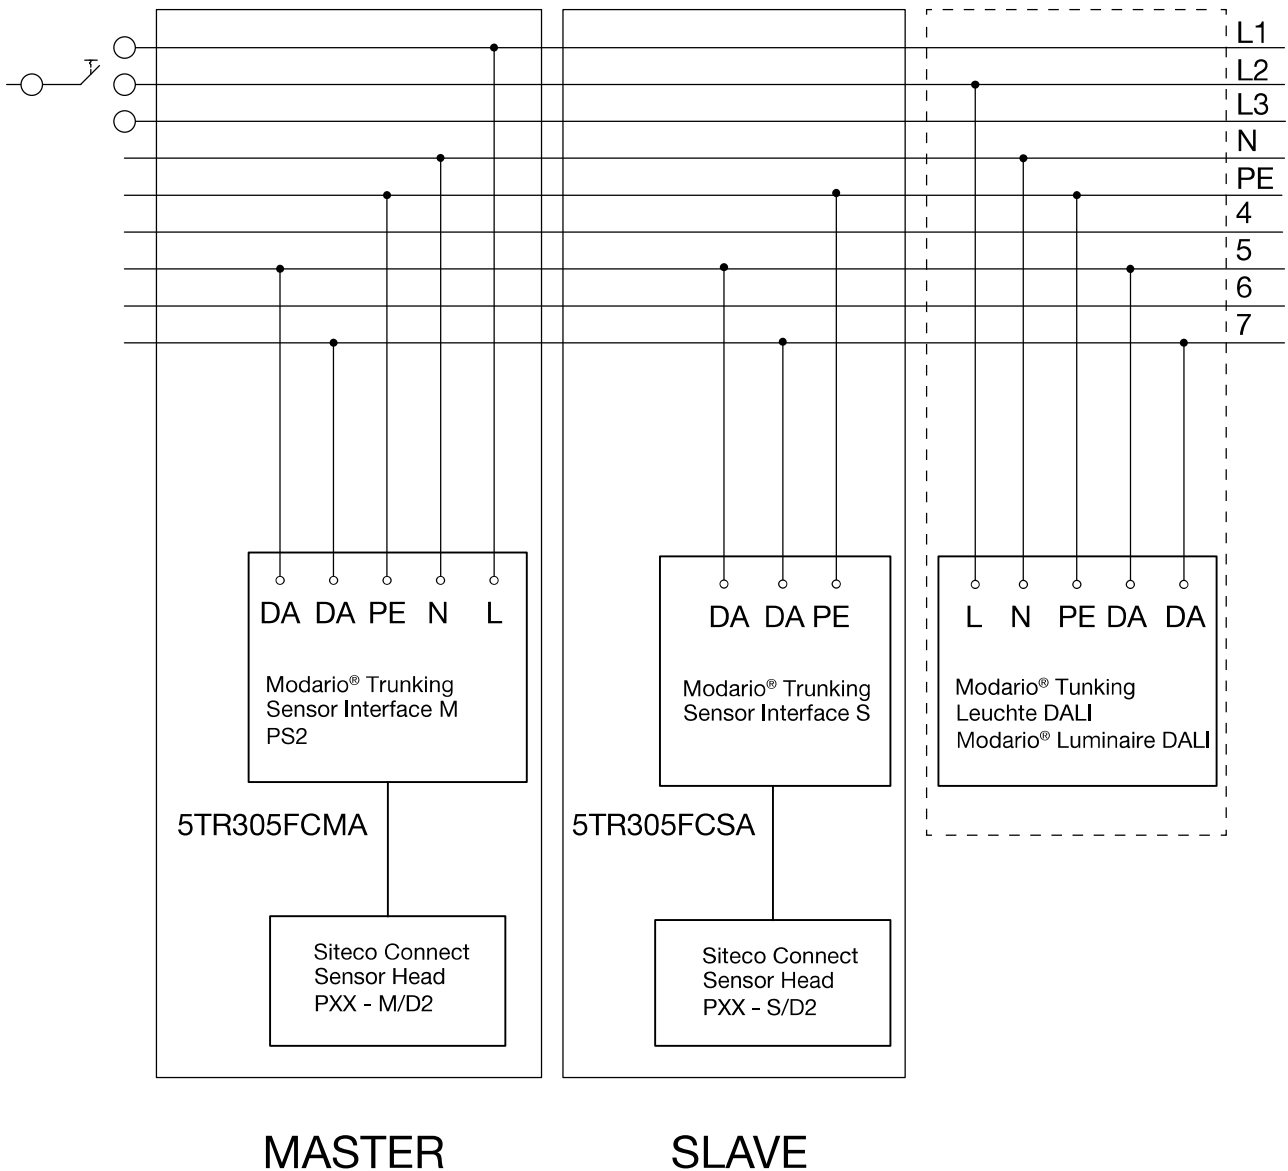 L1
L2
L3
N
PE
4
5
6
7
DA DA PE N L
Modario® Trunking
Sensor Interface M
PS2
5TR305FCMA
Siteco Connect
Sensor Head
PXX - M/D2
MASTER
DA DA PE
Modario® Trunking
Sensor Interface S
5TR305FCSA
Siteco Connect
Sensor Head
PXX - S/D2
SLAVE
L N PE DA DA
Modario® Tunking
Leuchte DALI
Modario® Luminaire DALI